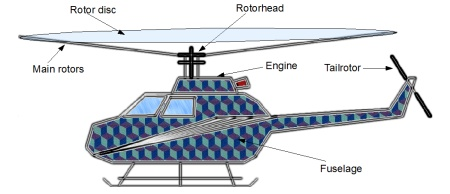 Rotor disc
Rotorhead
Main rotors
Engine
Tailrotor
Fuselage